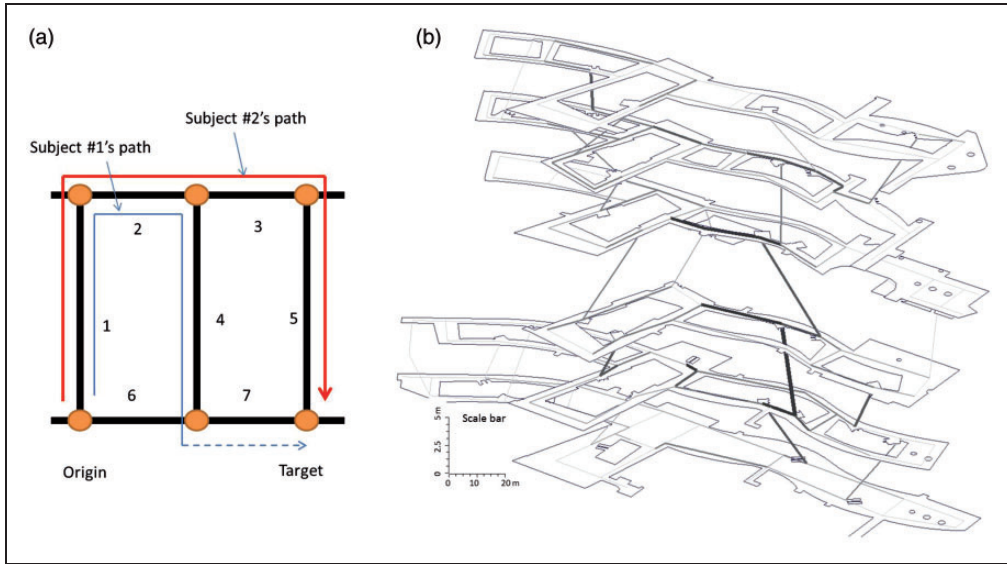 (a)
Subject #2's path
Subject #1's path
2
3
1
4
5
6
7
Origin
Target
(b)
5 m
Scale bar
2.5
0
0 10 20 m